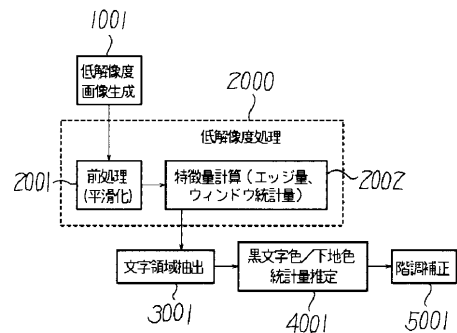 1001
低解像度
画像生成
2000
低解像度処理
2001
前処理
(平滑化)
特徴量計算(エッジ量、
ウィンドウ統計量)
2002
文字領域抽出
3001
黒文字色/下地色
統計量推定
4001
階調補正
5001